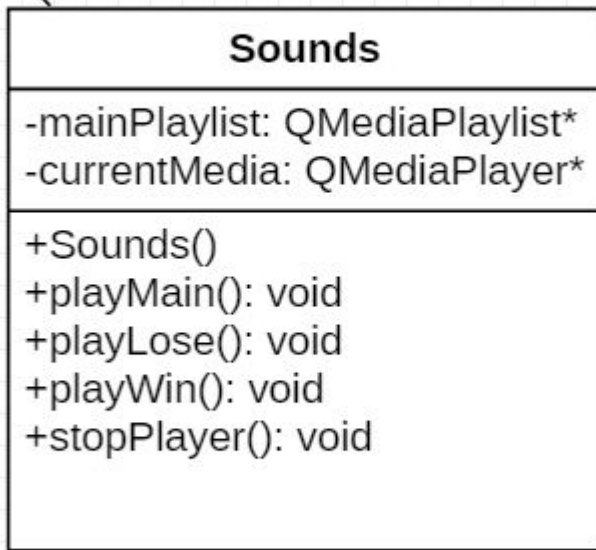 Sounds
-mainPlaylist: QMediaPlaylist*
-currentMedia: QMediaPlayer*
+Sounds()
+playMain(): void
+playLose(): void
+playWin(): void
+stopPlayer(): void